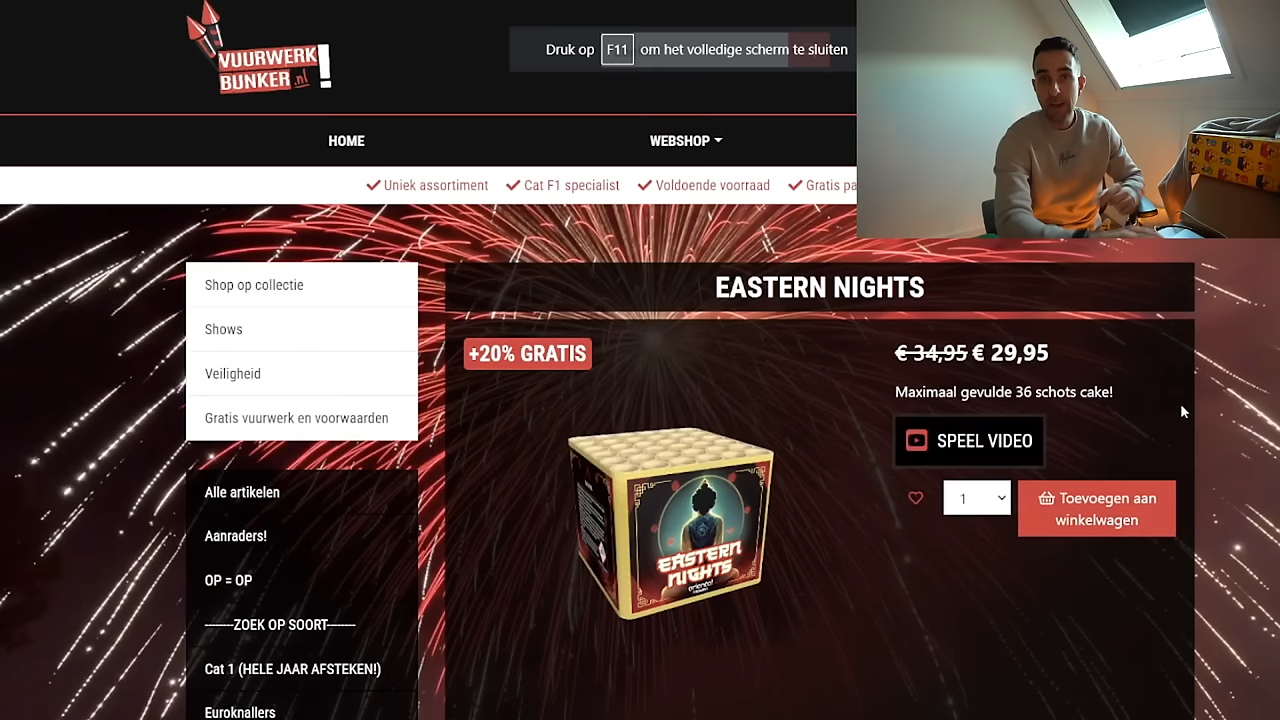 VUURWERK
BUNKER.nl
Druk op F11 om het volledige scherm te sluiten
HOME
WEBSHOP
Uniek assortiment
Cat F1 specialist
Voldoende voorraad
Gratis pa
Shop op collectie
Shows
Veiligheid
Gratis vuurwerk en voorwaarden
Alle artikelen
Aanraders!
OP = OP
-------ZOEK OP SOORT-------
Cat 1 (HELE JAAR AFSTEKEN!)
Euroknallers
EASTERN NIGHTS
+20% GRATIS
€ 34,95 € 29,95
Maximaal gevulde 36 schots cake!
SPEEL VIDEO
1
Toevoegen aan
winkelwagen
EASTERN
NIGHTS